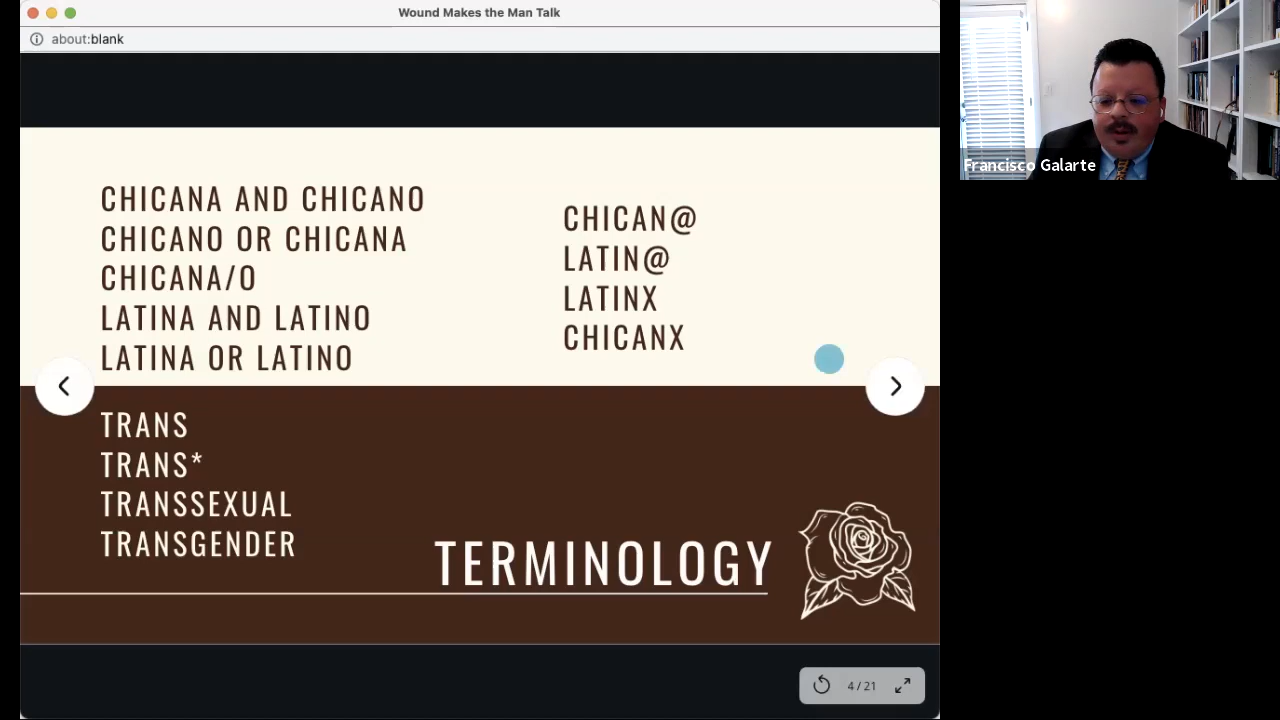 Wound Makes the Man Talk
about:blank
CHICANA AND CHICANO
CHICANO OR CHICANA
CHICANA/O
LATINA AND LATINO
LATINA OR LATINO
CHICAN@
LATIN@
LATINX
CHICANX
TRANS
TRANS*
TRANSSEXUAL
TRANSGENDER
TERMINOLOGY
4 / 21
Francisco Galarte